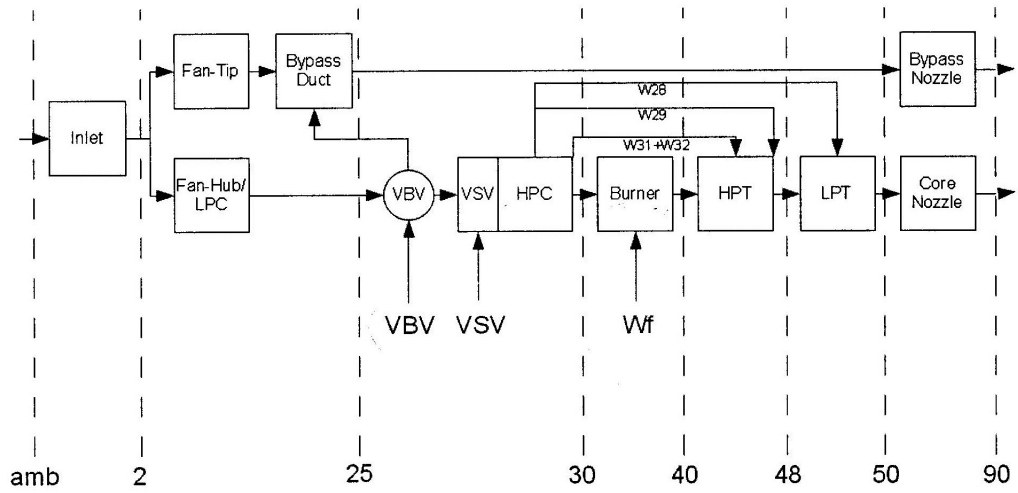 Fan-Tip
Bypass
Duct
Bypass
Nozzle
W28
W29
Inlet
W31+W32
Fan-Hub/
LPC
VBV
VSV
HPC
Burner
HPT
LPT
Core
Nozzle
VBV
VSV
Wf
amb
2
25
30
40
48
50
90